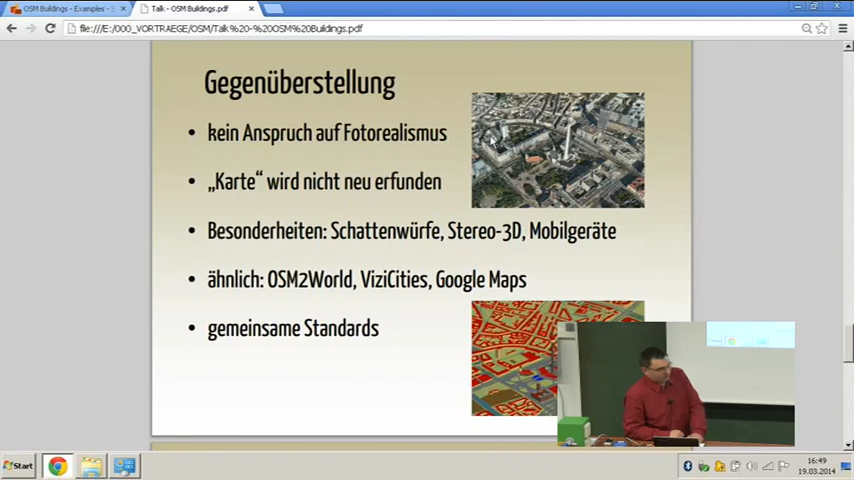 OSM Buildings - Examples - S
Talk - OSM Buildings.pdf
file:///E:/000_VORTRAEGE/OSM/Talk%20-%20OSM%20Buildings.pdf
Gegenüberstellung
• kein Anspruch auf Fotorealismus
• „Karte“ wird nicht neu erfunden
• Besonderheiten: Schattenwürfe, Stereo-3D, Mobilgeräte
• ähnlich: OSM2World, ViziCities, Google Maps
• gemeinsame Standards
Start
16:49
19.03.2014